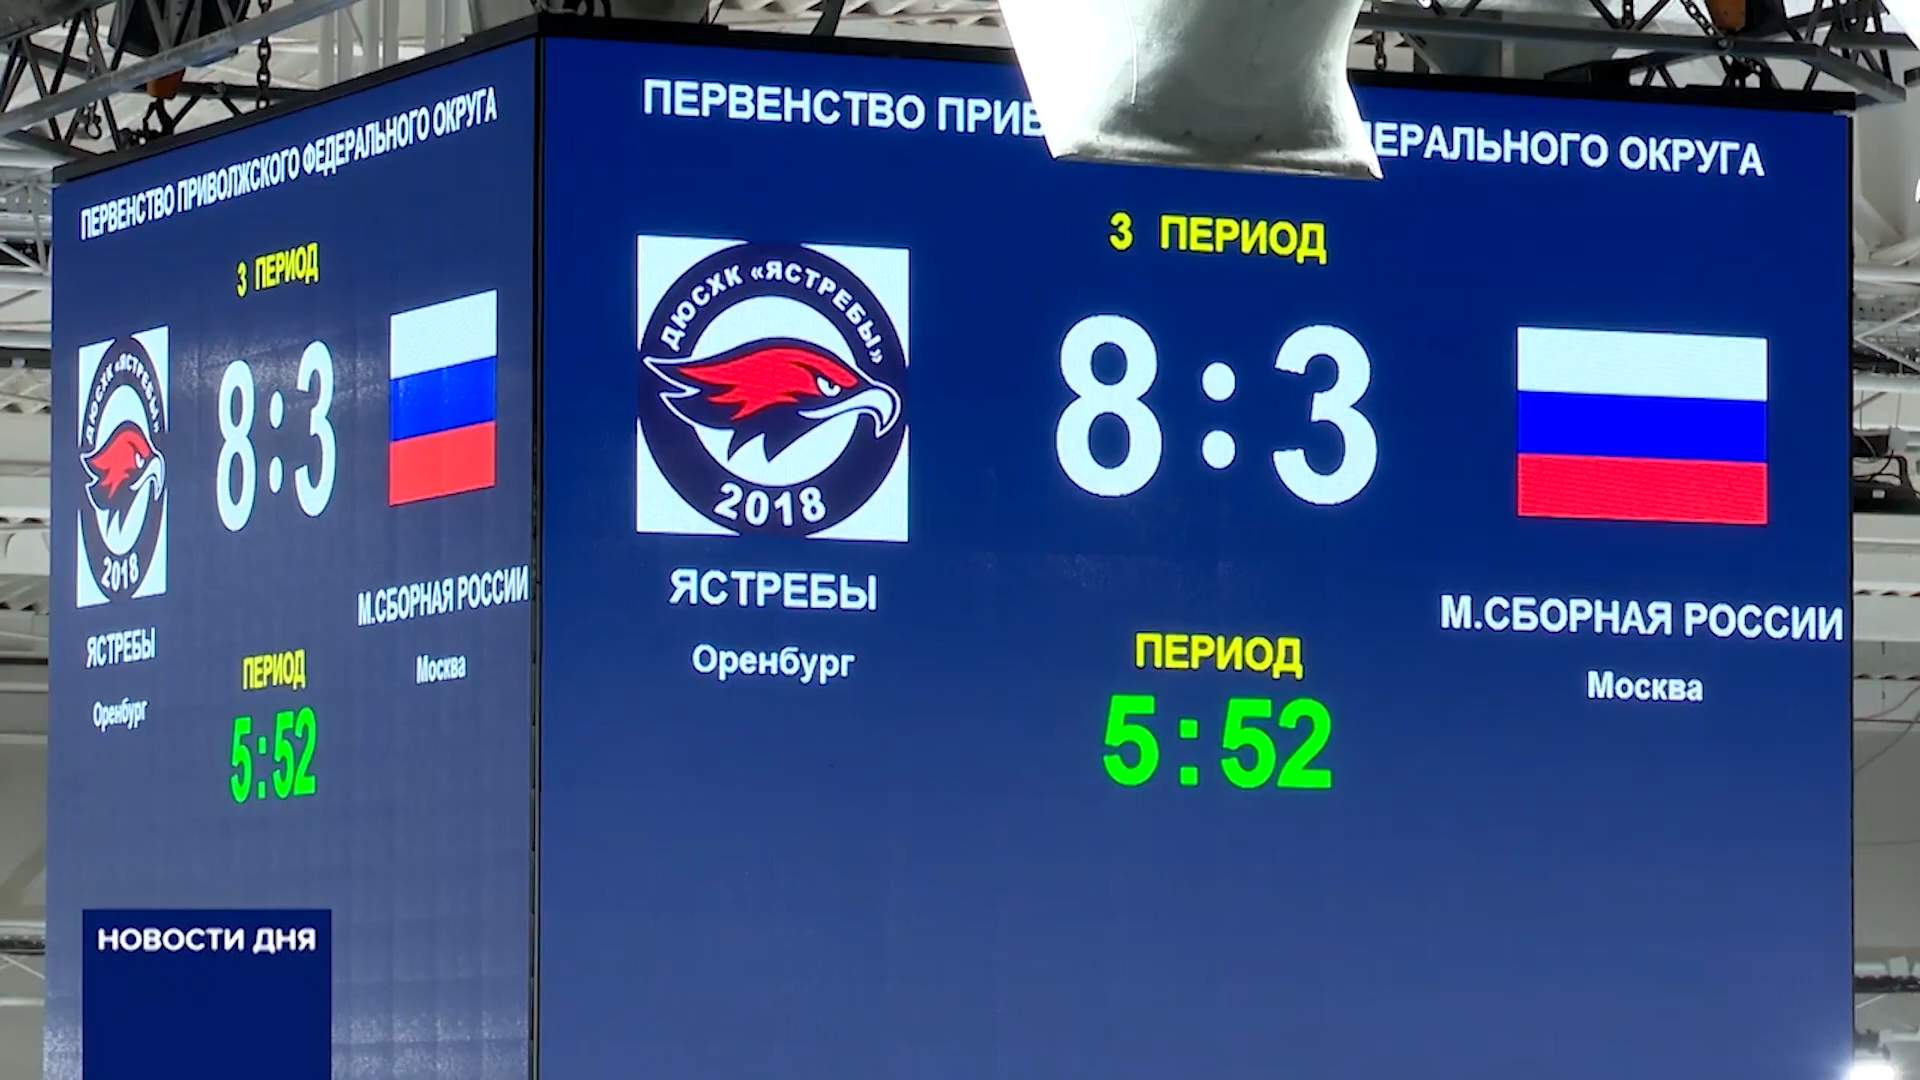 ПЕРВЕНСТВО ПРИВОЛЖСКОГО ФЕДЕРАЛЬНОГО ОКРУГА
3 ПЕРИОД
ДЮСХК «ЯСТРЕБЫ»
2018
8:3
ЯСТРЕБЫ
Оренбург
М.СБОРНАЯ РОССИИ
Москва
ПЕРИОД
5:52
ПЕРВЕНСТВО ПРИВ ЕРАЛЬНОГО ОКРУГА
3 ПЕРИОД
ДЮСХК «ЯСТРЕБЫ»
2018
8:3
ЯСТРЕБЫ
Оренбург
М.СБОРНАЯ РОССИИ
Москва
ПЕРИОД
5:52
НОВОСТИ ДНЯ